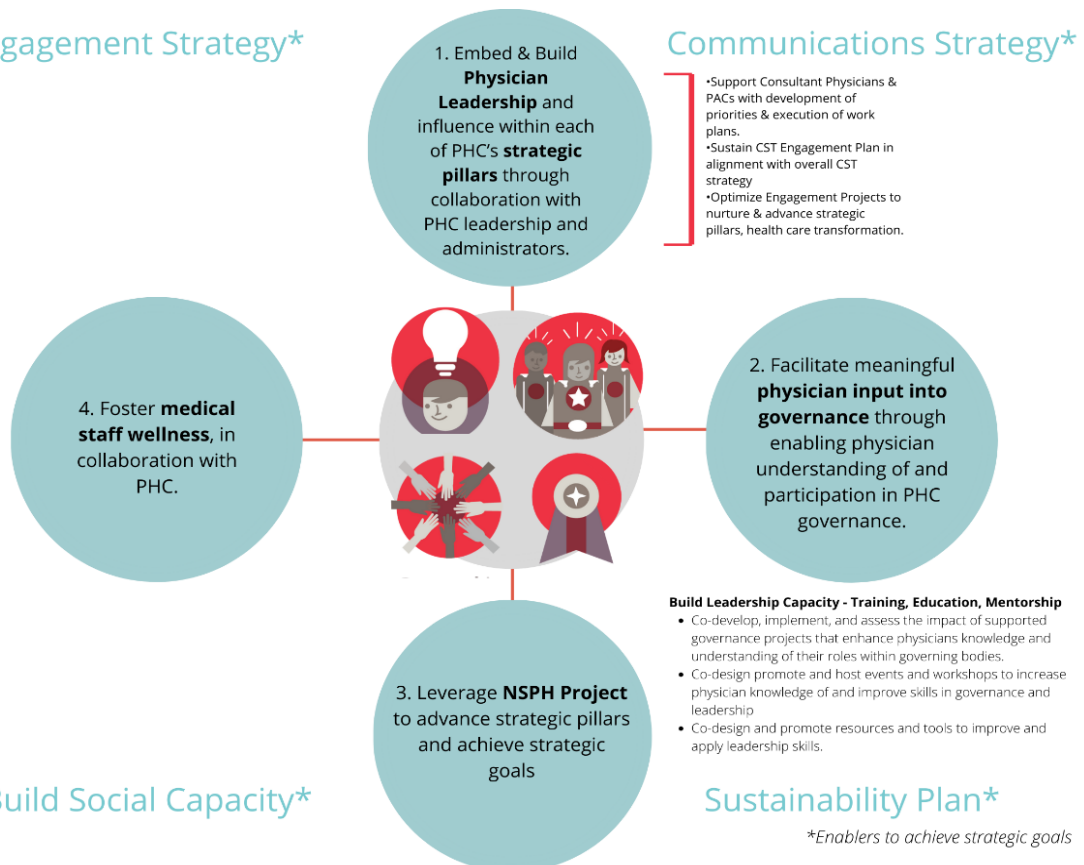 gagement Strategy*
Communications Strategy*
1. Embed & Build
Physician
Leadership and
influence within each
of PHC's strategic
pillars through
collaboration with
PHC leadership and
administrators.
•Support Consultant Physicians &
PACs with development of
priorities & execution of work
plans.
•Sustain CST Engagement Plan in
alignment with overall CST
strategy
•Optimize Engagement Projects to
nurture & advance strategic
pillars, health care transformation.
4. Foster medical
staff wellness, in
collaboration with
PHC.
2. Facilitate meaningful
physician input into
governance through
enabling physician
understanding of and
participation in PHC
governance.
Build Leadership Capacity - Training, Education, Mentorship
• Co-develop, implement, and assess the impact of supported
governance projects that enhance physicians knowledge and
understanding of their roles within governing bodies.
• Co-design promote and host events and workshops to increase
physician knowledge of and improve skills in governance and
leadership
• Co-design and promote resources and tools to improve and
apply leadership skills.
3. Leverage NSPH Project
to advance strategic pillars
and achieve strategic
goals
Build Social Capacity*
Sustainability Plan*
*Enablers to achieve strategic goals